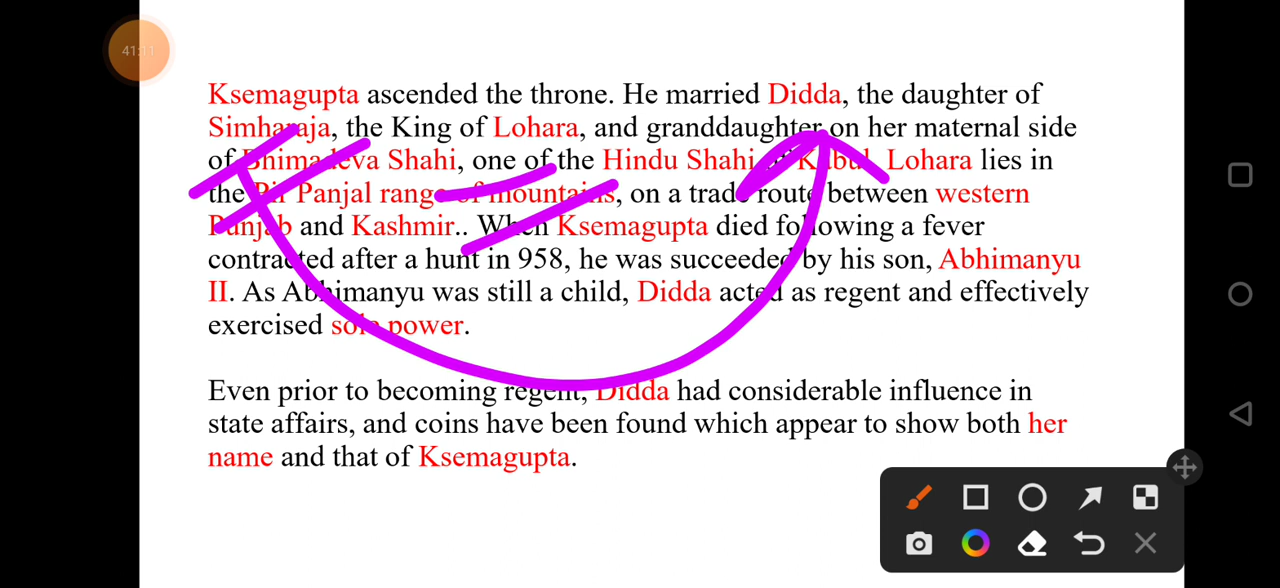 41:11
Ksemagupta ascended the throne. He married Didda, the daughter of
Simharaja, the King of Lohara, and granddaughter on her maternal side
of Bhimadeva Shahi, one of the Hindu Shahi of Kabul. Lohara lies in
the Pir Panjal range of mountains, on a trade route between western
Punjab and Kashmir.. When Ksemagupta died following a fever
contracted after a hunt in 958, he was succeeded by his son, Abhimanyu
II. As Abhimanyu was still a child, Didda acted as regent and effectively
exercised sole power.
Even prior to becoming regent, Didda had considerable influence in
state affairs, and coins have been found which appear to show both her
name and that of Ksemagupta.